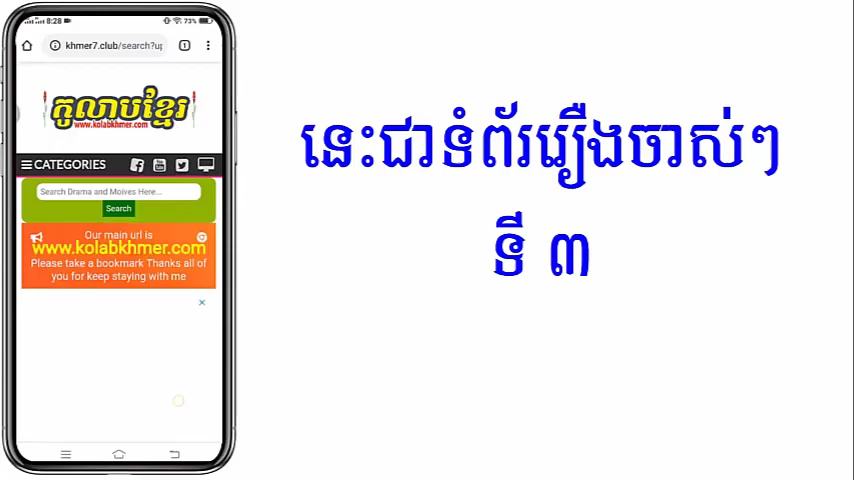 8:28
73%
khmer7.club/search?up
1
កូលាបខ្មែរ
www.kolabkhmer.com
CATEGORIES
Search Drama and Moives Here...
Search
Our main url is
www.kolabkhmer.com
Please take a bookmark Thanks all of
you for keep staying with me
នេះជាទំព័ររឿងចាស់ៗ
ទី ៣